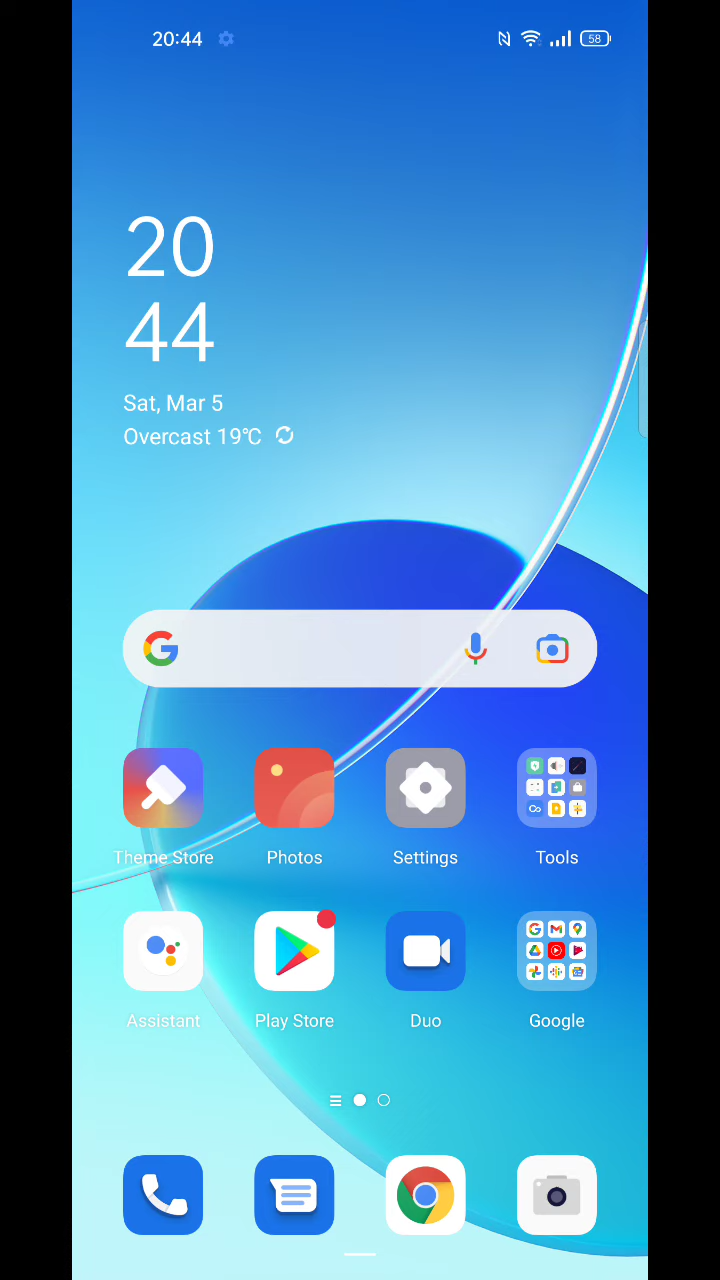 20:44
58
20
44
Sat, Mar 5
Overcast 19℃
Theme Store
Photos
Settings
Tools
Assistant
Play Store
Duo
Google